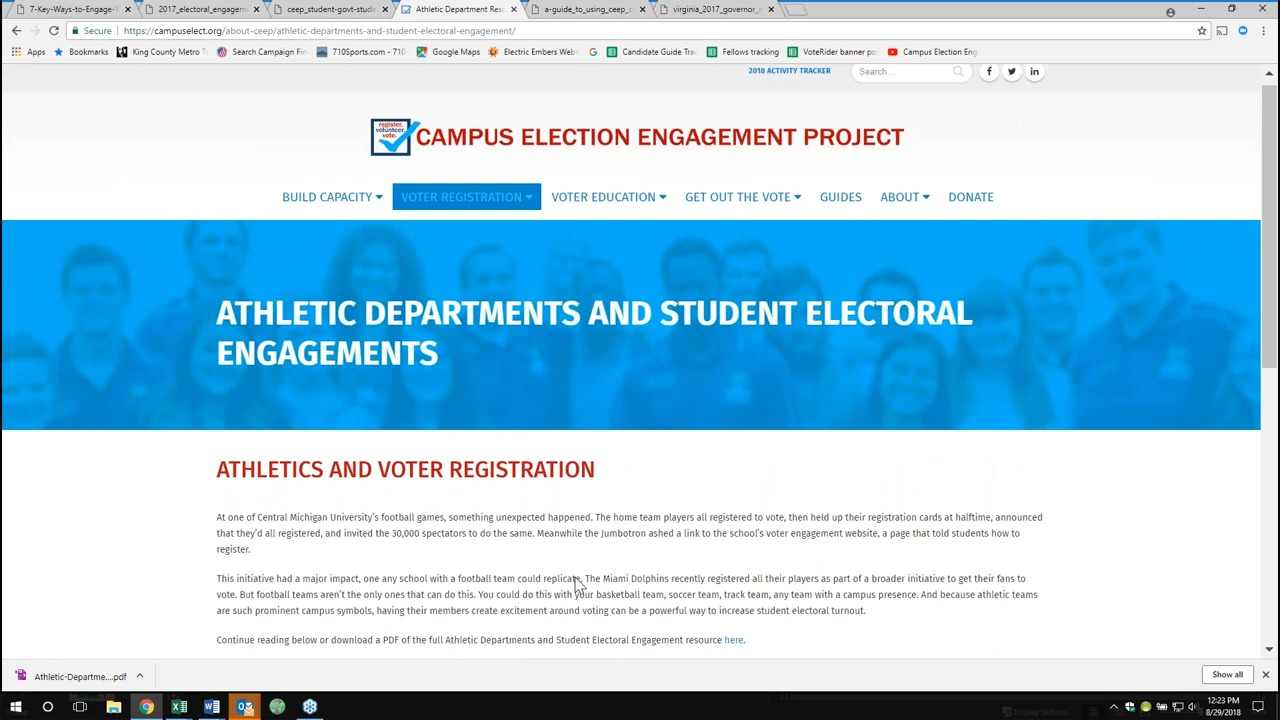 7-Key-Ways-to-Engage-Y
2017_electoral_engagem
ceep_student-govt-stude
Athletic Department Res
a-guide_to_using_ceep_c
virginia_2017_governor_n
Secure
https://campuselect.org/about-ceep/athletic-departments-and-student-electoral-engagement/
Apps
Bookmarks
King County Metro T
Search Campaign Fin
710Sports.com - 710
Google Maps
Electric Embers Web
Candidate Guide Trac
Fellows tracking
VoteRider banner po
Campus Election Eng
2018 ACTIVITY TRACKER
Search...
register.
volunteer.
vote.
CAMPUS ELECTION ENGAGEMENT PROJECT
BUILD CAPACITY VOTER REGISTRATION VOTER EDUCATION GET OUT THE VOTE GUIDES ABOUT DONATE
ATHLETIC DEPARTMENTS AND STUDENT ELECTORAL
ENGAGEMENTS
ATHLETICS AND VOTER REGISTRATION
At one of Central Michigan University's football games, something unexpected happened. The home team players all registered to vote, then held up their registration cards at halftime, announced
that they'd all registered, and invited the 30,000 spectators to do the same. Meanwhile the Jumbotron ashed a link to the school's voter engagement website, a page that told students how to
register.
This initiative had a major impact, one any school with a football team could replicate. The Miami Dolphins recently registered all their players as part of a broader initiative to get their fans to
vote. But football teams aren't the only ones that can do this. You could do this with your basketball team, soccer team, track team, any team with a campus presence. And because athletic teams
are such prominent campus symbols, having their members create excitement around voting can be a powerful way to increase student electoral turnout.
Continue reading below or download a PDF of the full Athletic Departments and Student Electoral Engagement resource here.
Athletic-Departme....pdf
Show all
12:23 PM
8/29/2018